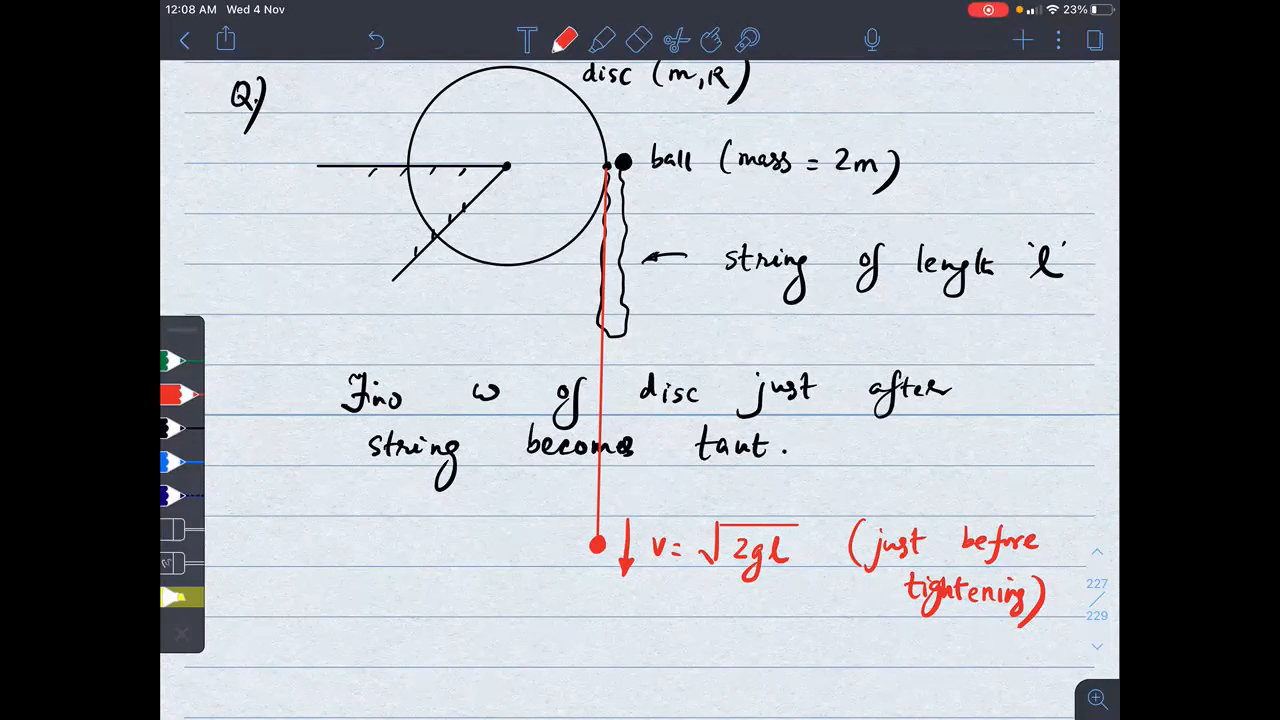 12:08 AM Wed 4 Nov
23%
disc (m, R)
Q.)
ball (mass = 2m)
string of length 'l'
Find ω of disc just after
string becomes taut.
v = √2gl (just before
tightening)
227
229